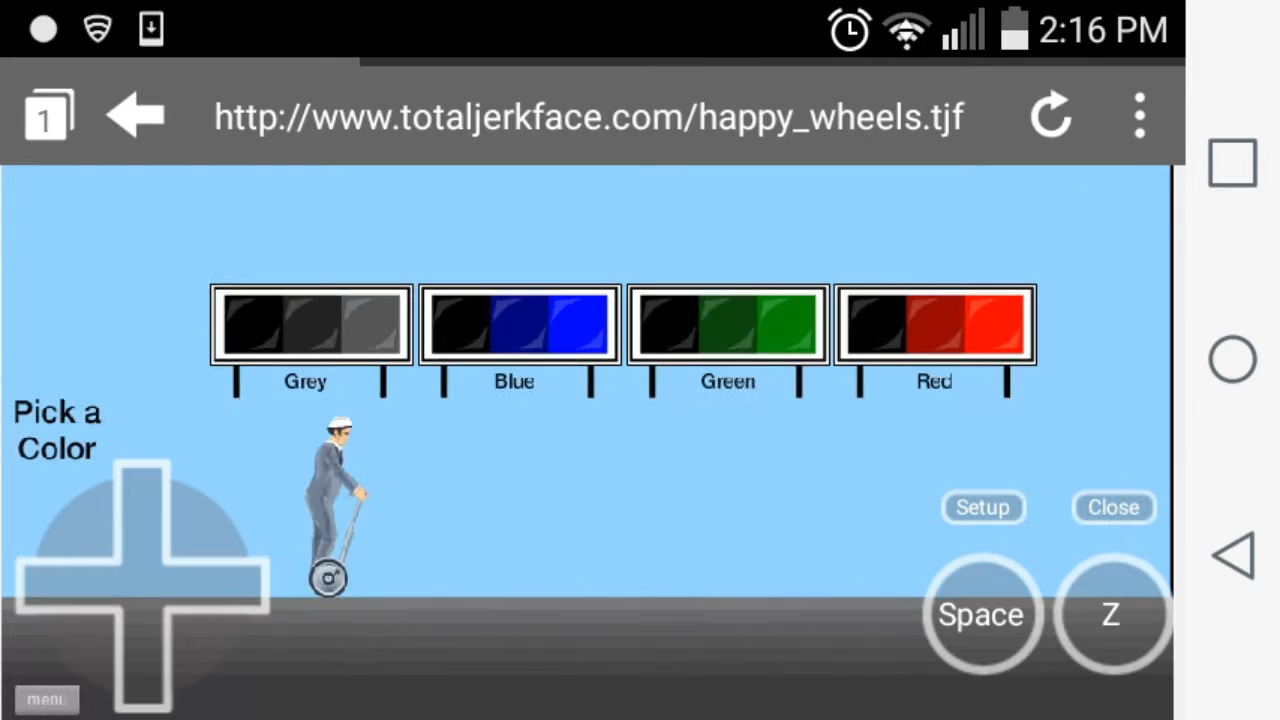 2:16 PM
1
http://www.totaljerkface.com/happy_wheels.tjf
Grey
Blue
Green
Red
Pick a
Color
Setup
Close
Space
Z
menu